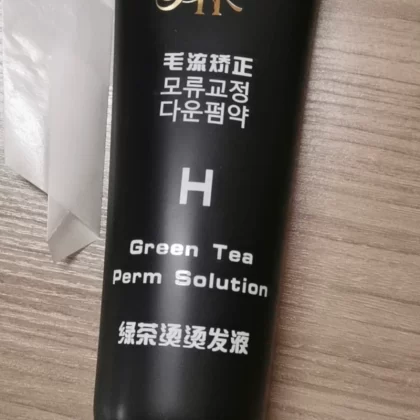 毛流矫正
모류교정
다운펌약
H
Green Tea
Perm Solution
绿茶烫烫发液